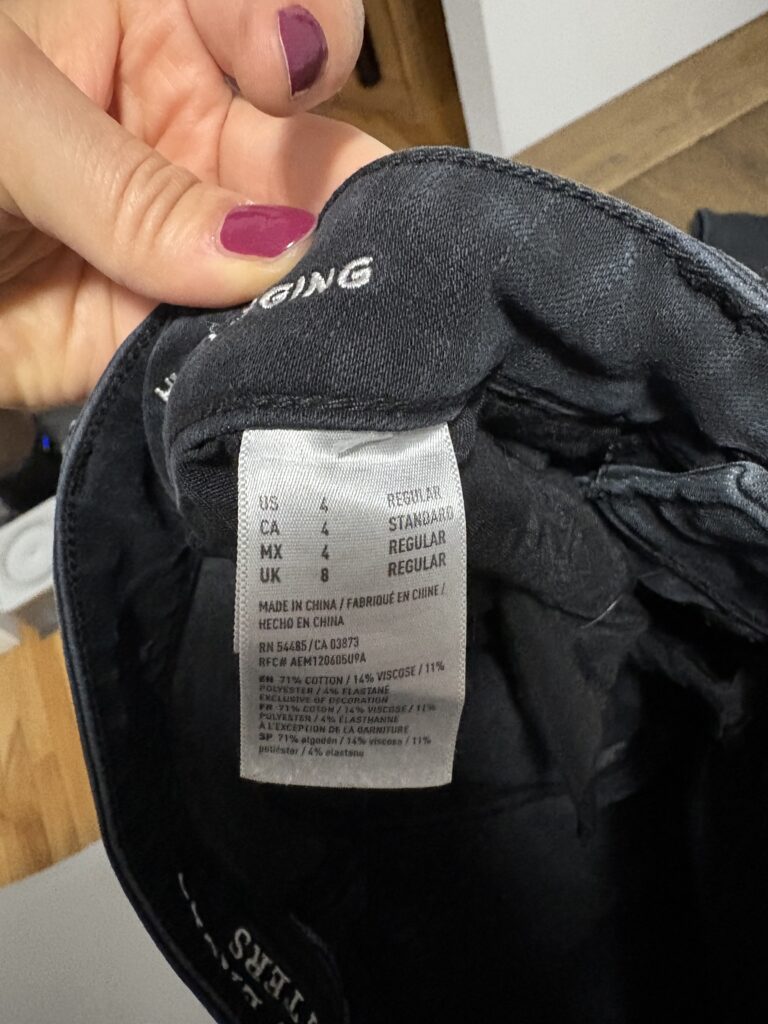 GING
US 4 REGULAR
CA 4 STANDARD
MX 4 REGULAR
UK 8 REGULAR
MADE IN CHINA / FABRIQUÉ EN CHINE /
HECHO EN CHINA
RN 54485/CA 03873
RFC# AEM120605U9A
EN 71% COTTON / 14% VISCOSE / 11%
POLYESTER / 4% ELASTANE
EXCLUSIVE OF DECORATION
FR 71% COTON / 14% VISCOSE / 11%
POLYESTER / 4% ÉLASTHANNE
À L'EXCEPTION DE LA GARNITURE
SP 71% algodón / 14% viscosa / 11%
poliéster / 4% elastano
TERS